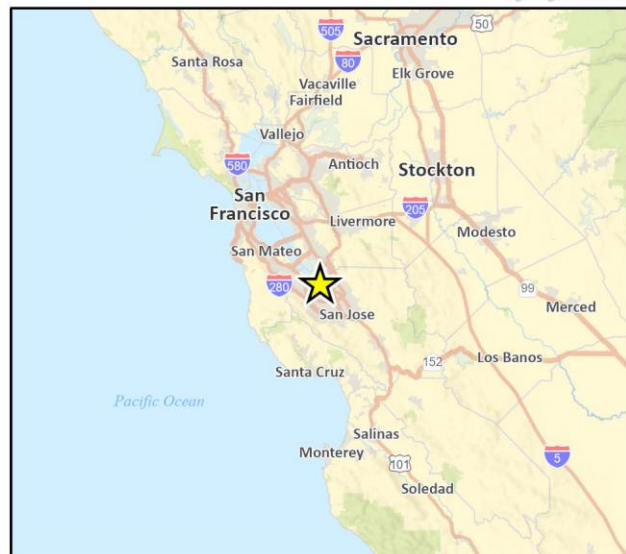 505
50
Sacramento
Santa Rosa
80
Elk Grove
Vacaville
Fairfield
Vallejo
Antioch
Stockton
580
San
Francisco
205
Livermore
Modesto
San Mateo
280
99
Merced
San Jose
Los Banos
152
Santa Cruz
Pacific Ocean
Salinas
Monterey
101
5
Soledad